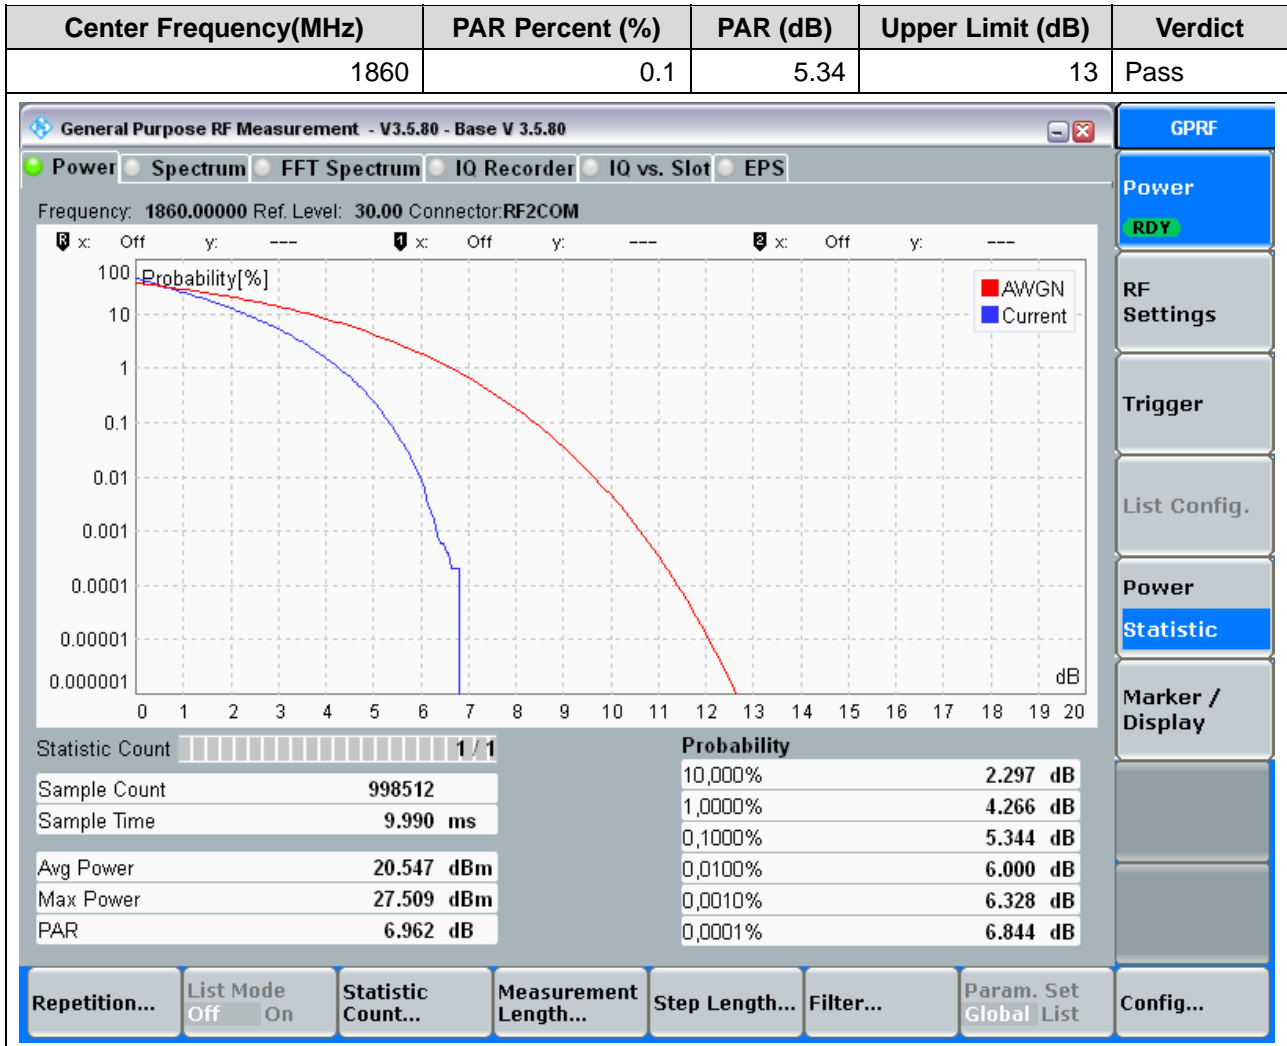 Center Frequency(MHz) PAR Percent (%) PAR (dB) Upper Limit (dB) Verdict
1860 0.1 5.34 13 Pass
General Purpose RF Measurement - V3.5.80 - Base V 3.5.80
GPRF
Power Spectrum FFT Spectrum IQ Recorder IQ vs. Slot EPS
Power
RDY
Frequency: 1860.00000 Ref. Level: 30.00 Connector:RF2COM
R x: Off y: --- 1 x: Off y: --- 2 x: Off y: ---
Probability[%]
AWGN
Current
100
10
1
0.1
0.01
0.001
0.0001
0.00001
0.000001
dB
0 1 2 3 4 5 6 7 8 9 10 11 12 13 14 15 16 17 18 19 20
RF
Settings
Trigger
List Config.
Power
Statistic
Marker /
Display
Statistic Count 1 / 1
Sample Count 998512
Sample Time 9.990 ms
Avg Power 20.547 dBm
Max Power 27.509 dBm
PAR 6.962 dB
Probability
10,000% 2.297 dB
1,0000% 4.266 dB
0,1000% 5.344 dB
0,0100% 6.000 dB
0,0010% 6.328 dB
0,0001% 6.844 dB
Repetition...
List Mode
Off On
Statistic
Count...
Measurement
Length...
Step Length...
Filter...
Param. Set
Global List
Config...